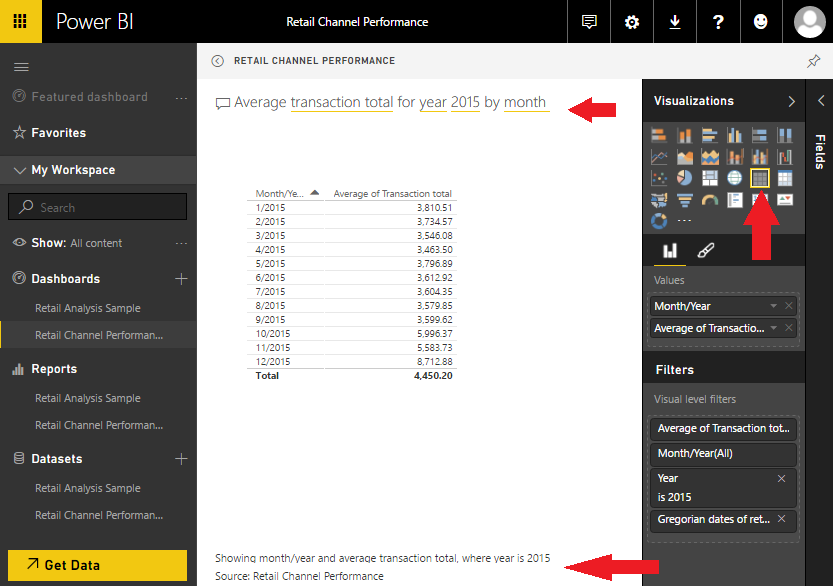 Power BI
Retail Channel Performance
?
Featured dashboard ...
Favorites
My Workspace
Search
Show: All content ...
Dashboards +
Retail Analysis Sample
Retail Channel Performan...
Reports
Retail Analysis Sample
Retail Channel Performan...
Datasets +
Retail Analysis Sample
Retail Channel Performan...
Get Data
RETAIL CHANNEL PERFORMANCE
Average transaction total for year 2015 by month
Month/Ye... Average of Transaction total
1/2015 3,810.51
2/2015 3,734.57
3/2015 3,546.08
4/2015 3,463.50
5/2015 3,796.89
6/2015 3,612.92
7/2015 3,604.35
8/2015 3,579.85
9/2015 3,599.62
10/2015 5,996.37
11/2015 5,583.73
12/2015 8,712.88
Total 4,450.20
Showing month/year and average transaction total, where year is 2015
Source: Retail Channel Performance
Visualizations
...
Values
Month/Year
Average of Transactio...
Filters
Visual level filters
Average of Transaction tot...
Month/Year(All)
Year
is 2015
Gregorian dates of ret...
Fields